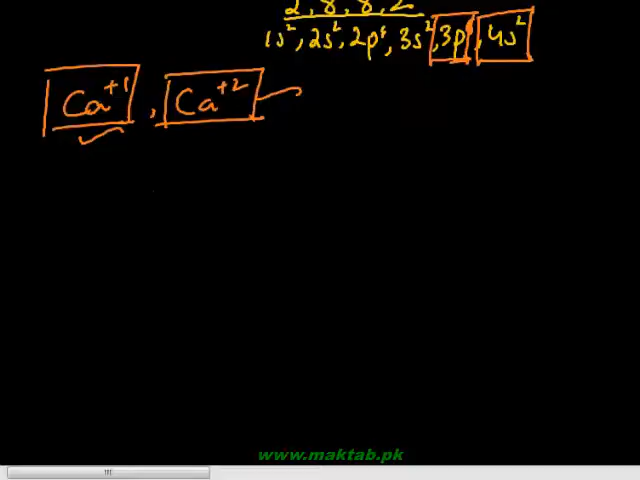 2, 8, 8, 2
1s², 2s², 2p⁶, 3s², 3p⁶, 4s²
Ca⁺¹, Ca⁺²
www.maktab.pk